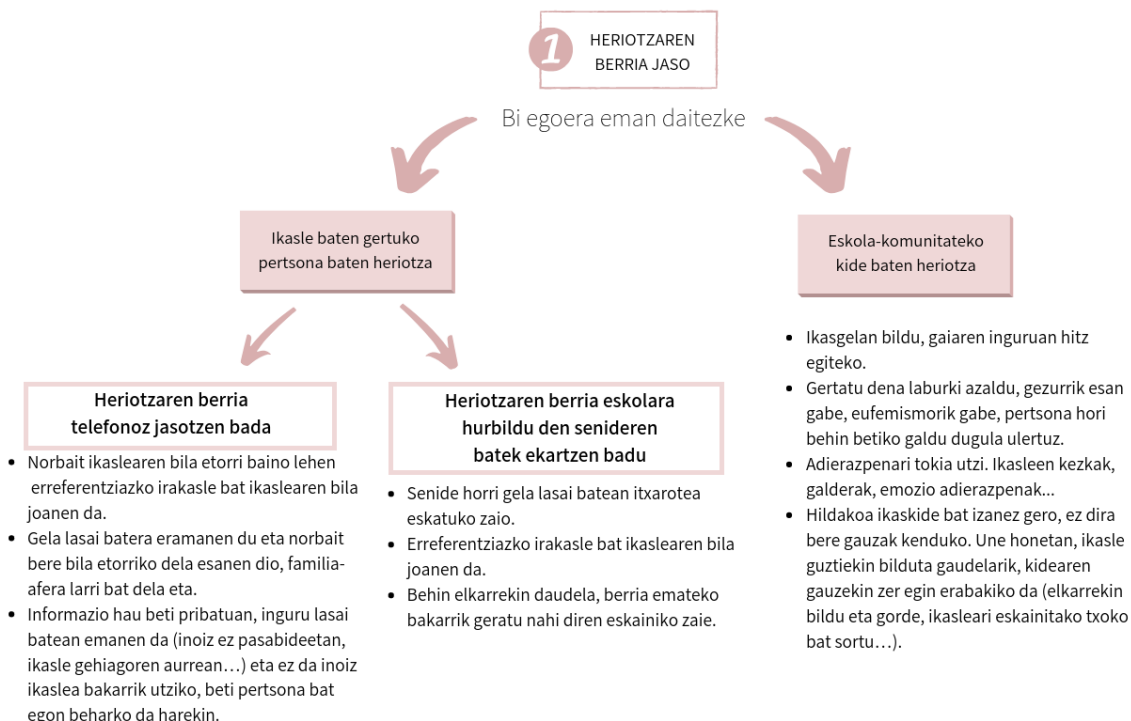 1
HERIOTZAREN
BERRIA JASO
Bi egoera eman daitezke
Ikasle baten gertuko
pertsona baten heriotza
Heriotzaren berria
telefonoz jasotzen bada
• Norbait ikaslearen bila etorri baino lehen
erreferentziazko irakasle bat ikaslearen bila
joanen da.
• Gela lasai batera eramanen du eta norbait
bere bila etorriko dela esanen dio, familia-
afera larri bat dela eta.
• Informazio hau beti pribatuan, inguru lasai
batean emanen da (inoiz ez pasabideetan,
ikasle gehiagoren aurrean...) eta ez da inoiz
ikaslea bakarrik utziko, beti pertsona bat
egon beharko da harekin.
Heriotzaren berria eskolara
hurbildu den senideren
batek ekartzen badu
• Senide horri gela lasai batean itxarotea
eskatuko zaio.
• Erreferentziazko irakasle bat ikaslearen bila
joanen da.
• Behin elkarrekin daudela, berria emateko
bakarrik geratu nahi diren eskainiko zaie.
Eskola-komunitateko
kide baten heriotza
• Ikasgelan bildu, gaiaren inguruan hitz
egiteko.
• Gertatu dena laburki azaldu, gezurrik esan
gabe, eufemismorik gabe, pertsona hori
behin betiko galdu dugula ulertuz.
• Adierazpenari tokia utzi. Ikasleen kezkak,
galderak, emozio adierazpenak...
• Hildakoa ikaskide bat izanez gero, ez dira
bere gauzak kenduko. Une honetan, ikasle
guztiekin bilduta gaudelarik, kidearen
gauzekin zer egin erabakiko da (elkarrekin
bildu eta gorde, ikasleari eskainitako txoko
bat sortu...).